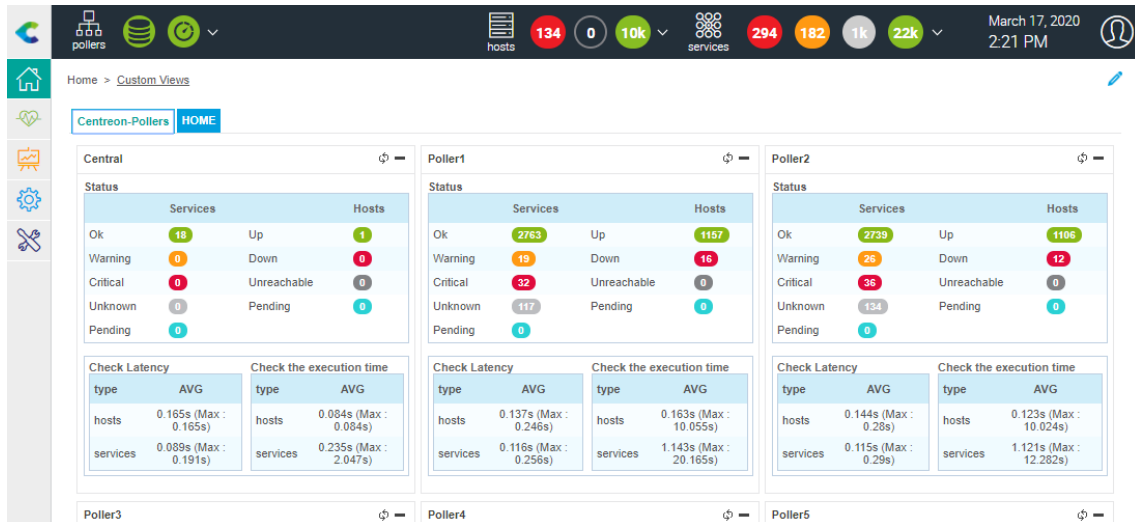 pollers
hosts
134
0
10k
services
294
182
1k
22k
March 17, 2020
2:21 PM
Home > Custom Views
Centreon-Pollers HOME
Central
Status
Services Hosts
Ok 18 Up 1
Warning 0 Down 0
Critical 0 Unreachable 0
Unknown 0 Pending 0
Pending 0
Check Latency
type AVG
hosts 0.165s (Max :
0.165s)
services 0.089s (Max :
0.191s)
Check the execution time
type AVG
hosts 0.084s (Max :
0.084s)
services 0.235s (Max :
2.047s)
Poller1
Status
Services Hosts
Ok 2763 Up 1157
Warning 19 Down 16
Critical 32 Unreachable 0
Unknown 117 Pending 0
Pending 0
Check Latency
type AVG
hosts 0.137s (Max :
0.246s)
services 0.116s (Max :
0.256s)
Check the execution time
type AVG
hosts 0.163s (Max :
10.055s)
services 1.143s (Max :
20.165s)
Poller2
Status
Services Hosts
Ok 2739 Up 1106
Warning 26 Down 12
Critical 36 Unreachable 0
Unknown 134 Pending 0
Pending 0
Check Latency
type AVG
hosts 0.144s (Max :
0.28s)
services 0.115s (Max :
0.29s)
Check the execution time
type AVG
hosts 0.123s (Max :
10.024s)
services 1.121s (Max :
12.282s)
Poller3
Poller4
Poller5